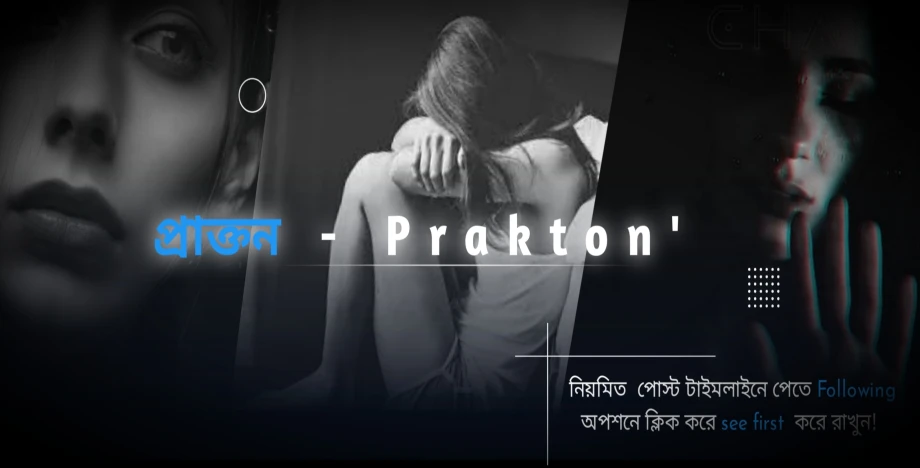 প্রাক্তন - Prakton'
নিয়মিত পোস্ট টাইমলাইনে পেতে Following
অপশনে ক্লিক করে see first করে রাখুন!